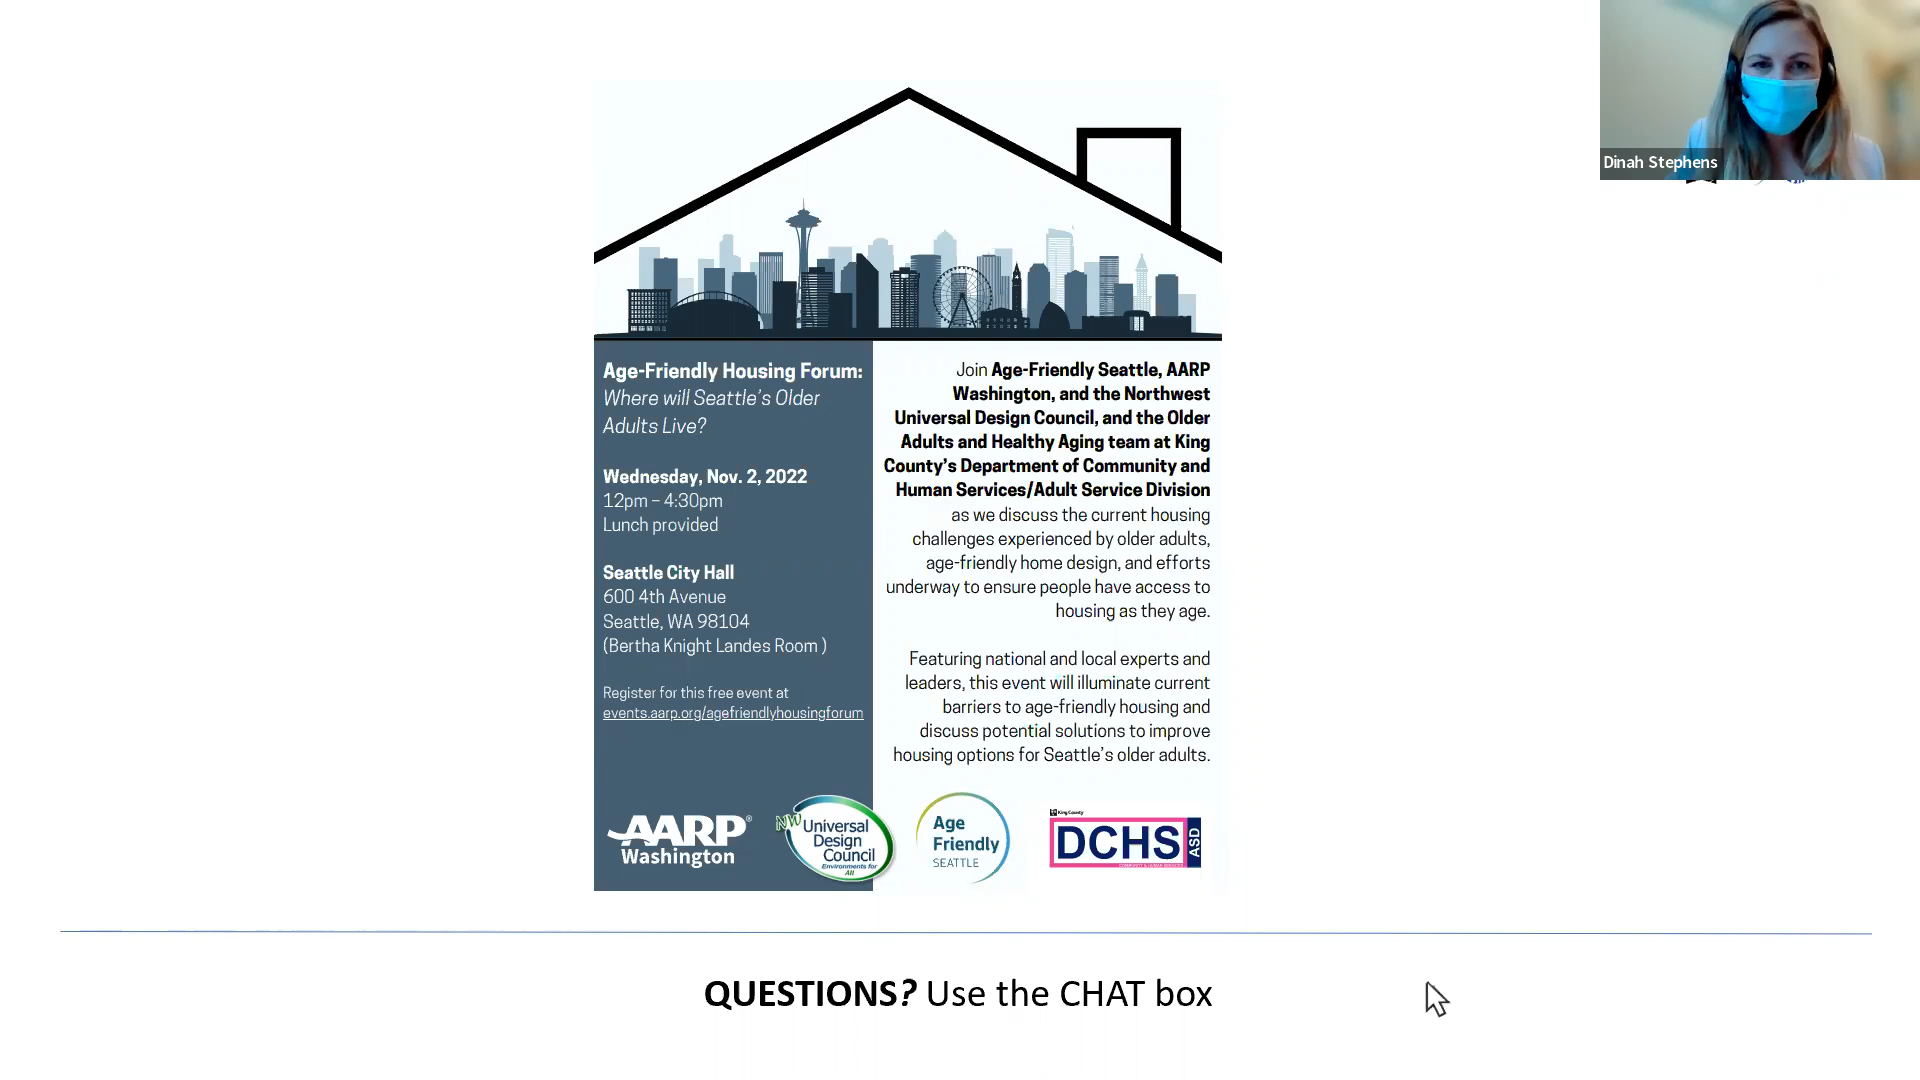 Dinah Stephens
Age-Friendly Housing Forum:
Where will Seattle's Older
Adults Live?
Wednesday, Nov. 2, 2022
12pm – 4:30pm
Lunch provided
Seattle City Hall
600 4th Avenue
Seattle, WA 98104
(Bertha Knight Landes Room )
Register for this free event at
events.aarp.org/agefriendlyhousingforum
Join Age-Friendly Seattle, AARP
Washington, and the Northwest
Universal Design Council, and the Older
Adults and Healthy Aging team at King
County's Department of Community and
Human Services/Adult Service Division
as we discuss the current housing
challenges experienced by older adults,
age-friendly home design, and efforts
underway to ensure people have access to
housing as they age.
Featuring national and local experts and
leaders, this event will illuminate current
barriers to age-friendly housing and
discuss potential solutions to improve
housing options for Seattle's older adults.
AARP®
Washington
NW
Universal
Design
Council
Environments for
All
Age
Friendly
SEATTLE
King County
DCHS
ASD
QUESTIONS? Use the CHAT box